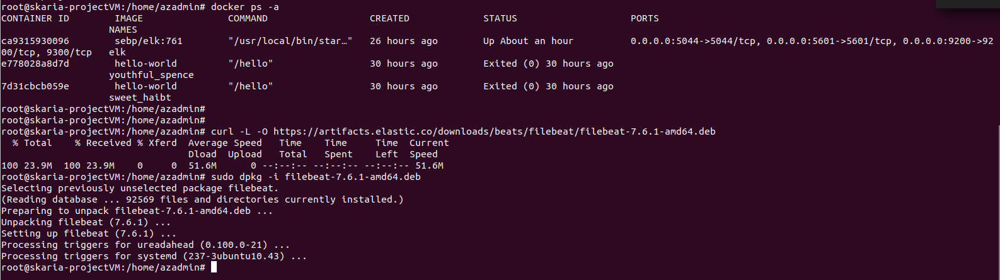 root@skaria-projectVM:/home/azadmin# docker ps -a
CONTAINER ID        IMAGE               COMMAND                  CREATED             STATUS                    PORTS
                   NAMES
ca9315930096        sebp/elk:761        "/usr/local/bin/star…"   26 hours ago        Up About an hour          0.0.0.0:5044->5044/tcp, 0.0.0.0:5601->5601/tcp, 0.0.0.0:9200->92
00/tcp, 9300/tcp   elk
e778028a8d7d        hello-world         "/hello"                 30 hours ago        Exited (0) 30 hours ago
                   youthful_spence
7d31cbcb059e        hello-world         "/hello"                 30 hours ago        Exited (0) 30 hours ago
                   sweet_haibt
root@skaria-projectVM:/home/azadmin#
root@skaria-projectVM:/home/azadmin#
root@skaria-projectVM:/home/azadmin# curl -L -O https://artifacts.elastic.co/downloads/beats/filebeat/filebeat-7.6.1-amd64.deb
  % Total    % Received % Xferd  Average Speed   Time    Time     Time  Current
                                 Dload  Upload   Total   Spent    Left  Speed
100 23.9M  100 23.9M    0     0  51.6M      0 --:--:-- --:--:-- --:--:-- 51.6M
root@skaria-projectVM:/home/azadmin# sudo dpkg -i filebeat-7.6.1-amd64.deb
Selecting previously unselected package filebeat.
(Reading database ... 92569 files and directories currently installed.)
Preparing to unpack filebeat-7.6.1-amd64.deb ...
Unpacking filebeat (7.6.1) ...
Setting up filebeat (7.6.1) ...
Processing triggers for ureadahead (0.100.0-21) ...
Processing triggers for systemd (237-3ubuntu10.43) ...
root@skaria-projectVM:/home/azadmin#